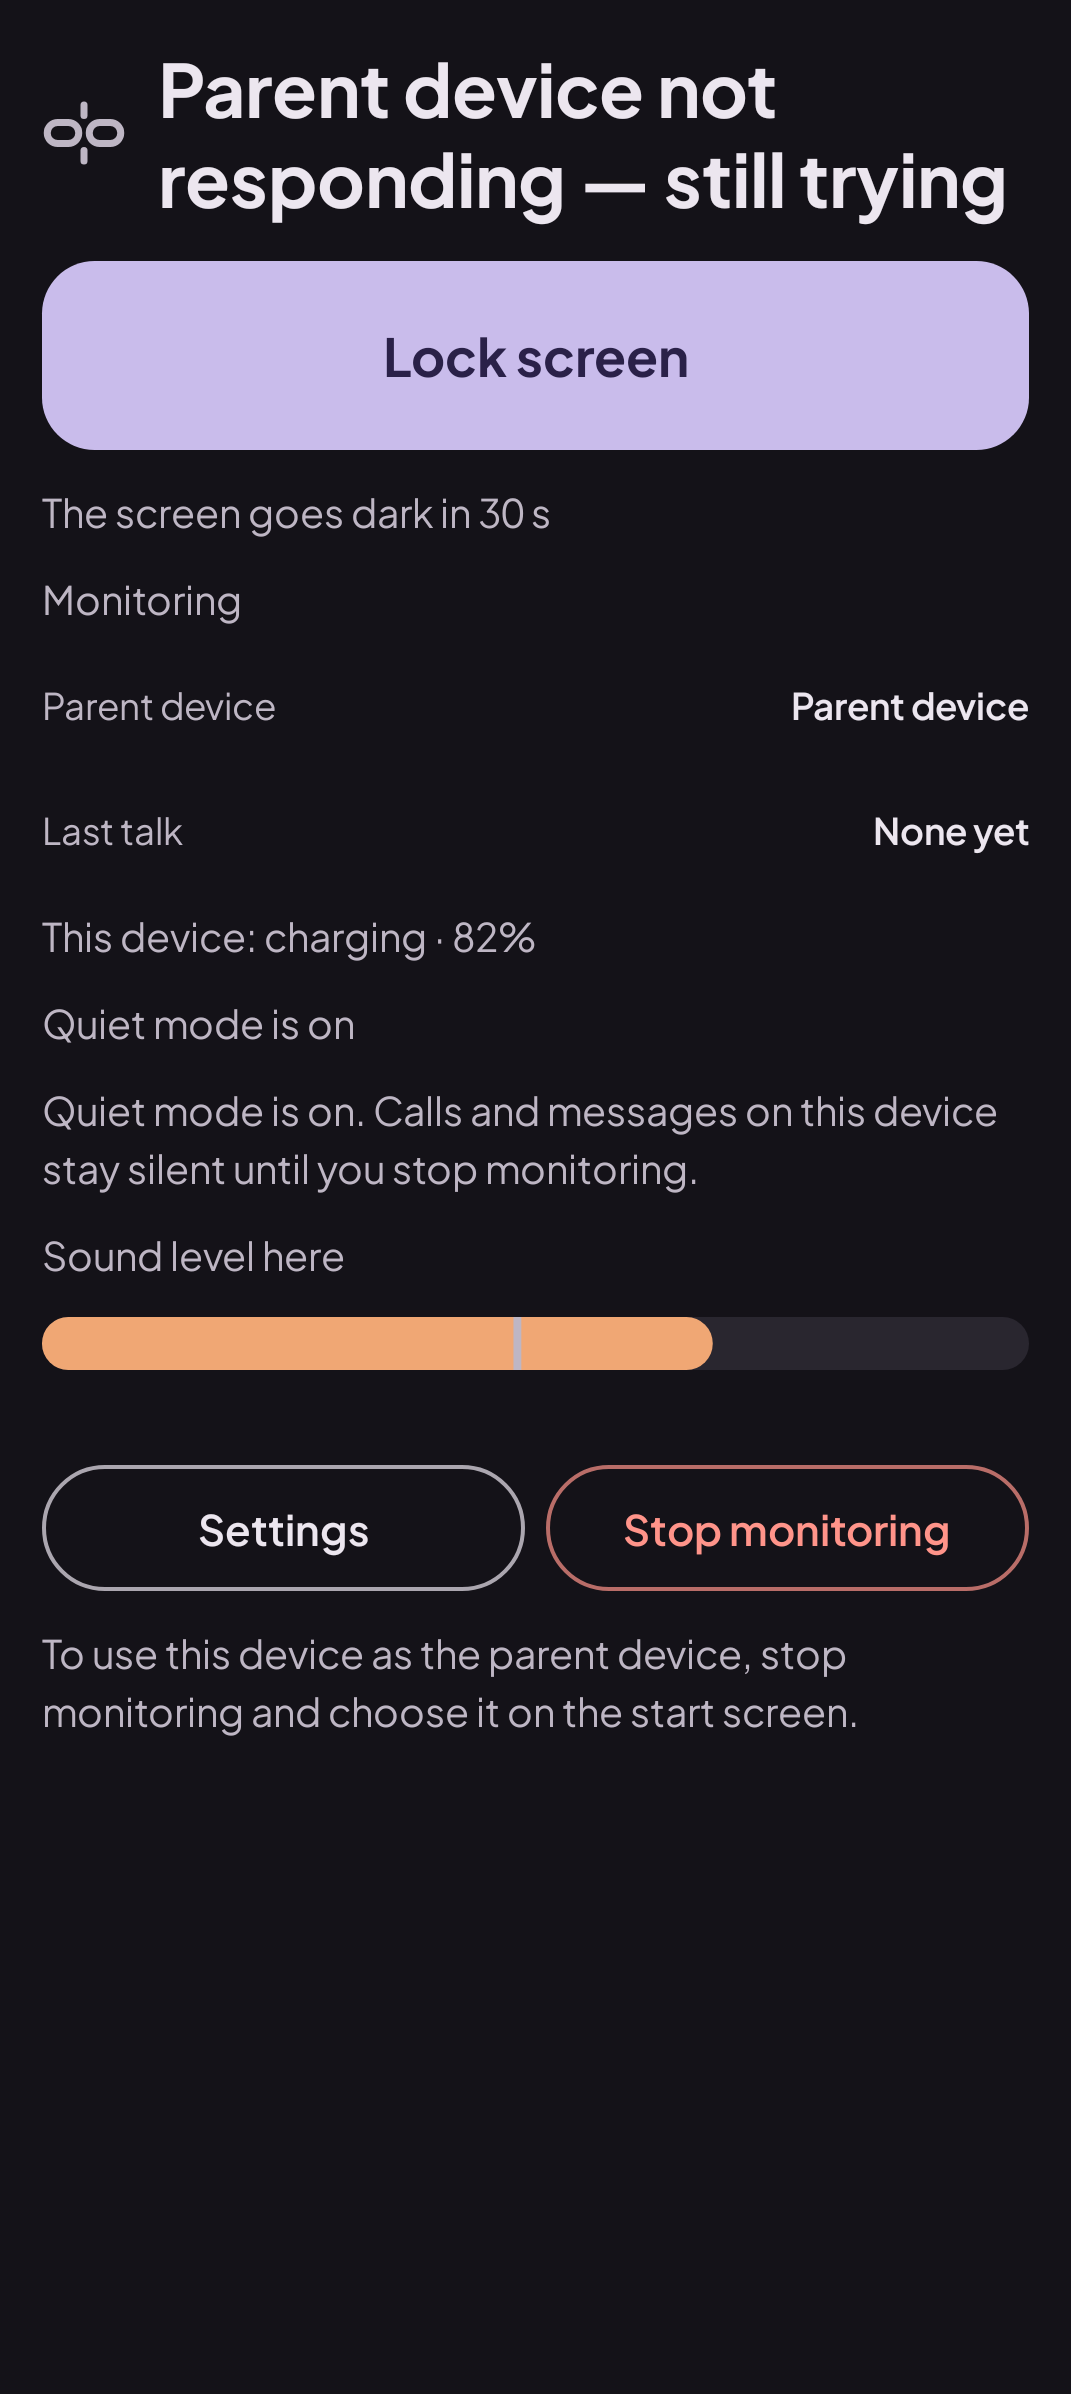 Parent device not
responding — still trying
Lock screen
The screen goes dark in 30 s
Monitoring
Parent device Parent device
Last talk None yet
This device: charging · 82%
Quiet mode is on
Quiet mode is on. Calls and messages on this device
stay silent until you stop monitoring.
Sound level here
Settings Stop monitoring
To use this device as the parent device, stop
monitoring and choose it on the start screen.